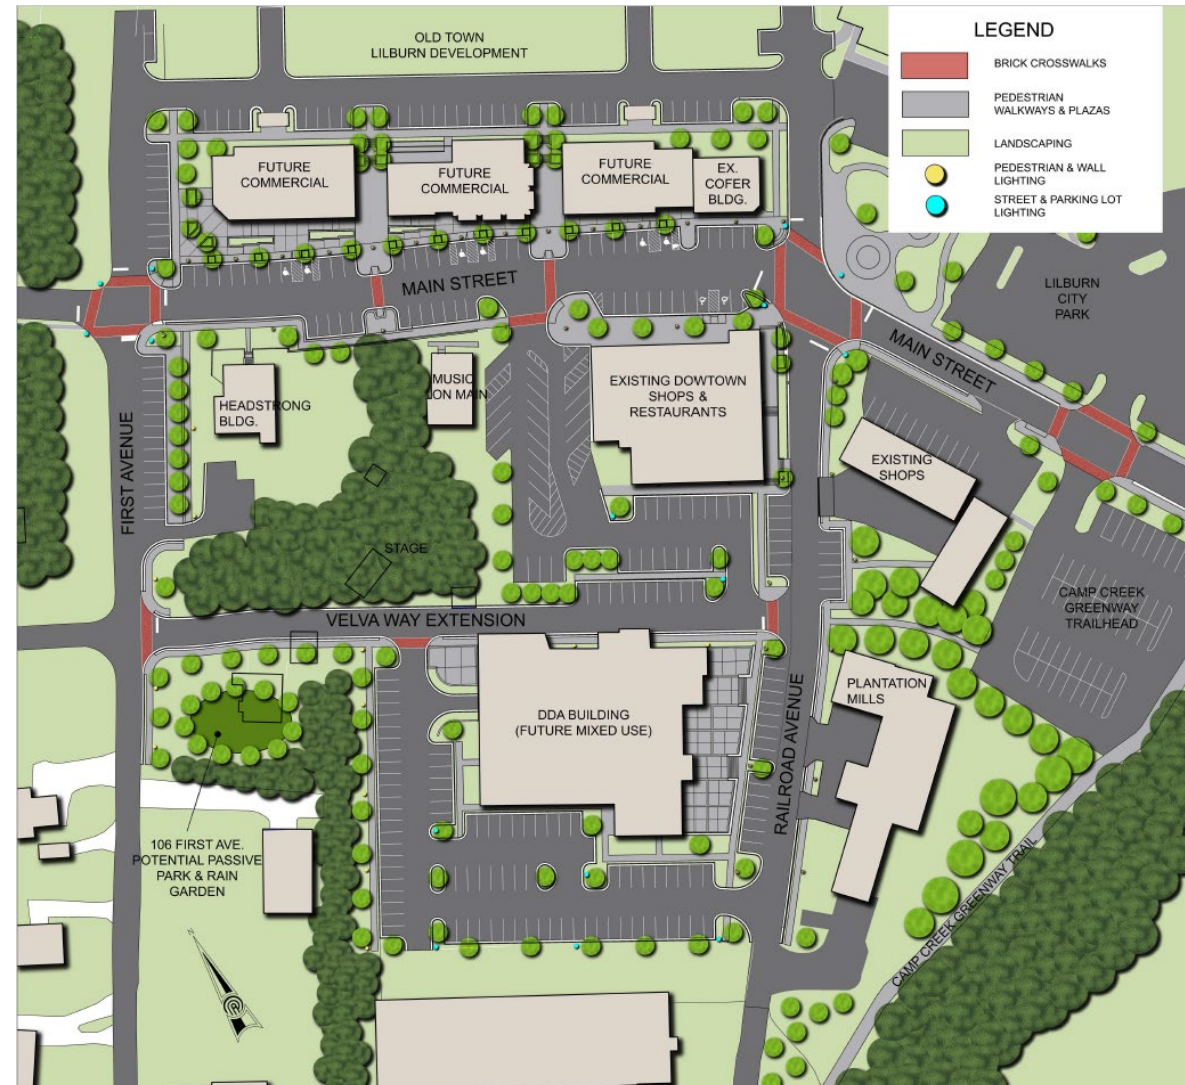 OLD TOWN
LILBURN DEVELOPMENT
LEGEND
BRICK CROSSWALKS
PEDESTRIAN
WALKWAYS & PLAZAS
LANDSCAPING
PEDESTRIAN & WALL
LIGHTING
STREET & PARKING LOT
LIGHTING
FUTURE
COMMERCIAL
FUTURE
COMMERCIAL
FUTURE
COMMERCIAL
EX.
COFER
BLDG.
MAIN STREET
LILBURN
CITY
PARK
MAIN STREET
HEADSTRONG
BLDG.
MUSIC
ON MAIN
EXISTING DOWTOWN
SHOPS &
RESTAURANTS
EXISTING
SHOPS
FIRST AVENUE
STAGE
VELVA WAY EXTENSION
CAMP CREEK
GREENWAY
TRAILHEAD
DDA BUILDING
(FUTURE MIXED USE)
RAILROAD AVENUE
PLANTATION
MILLS
106 FIRST AVE.
POTENTIAL PASSIVE
PARK & RAIN
GARDEN
CAMP CREEK GREENWAY TRAIL
N